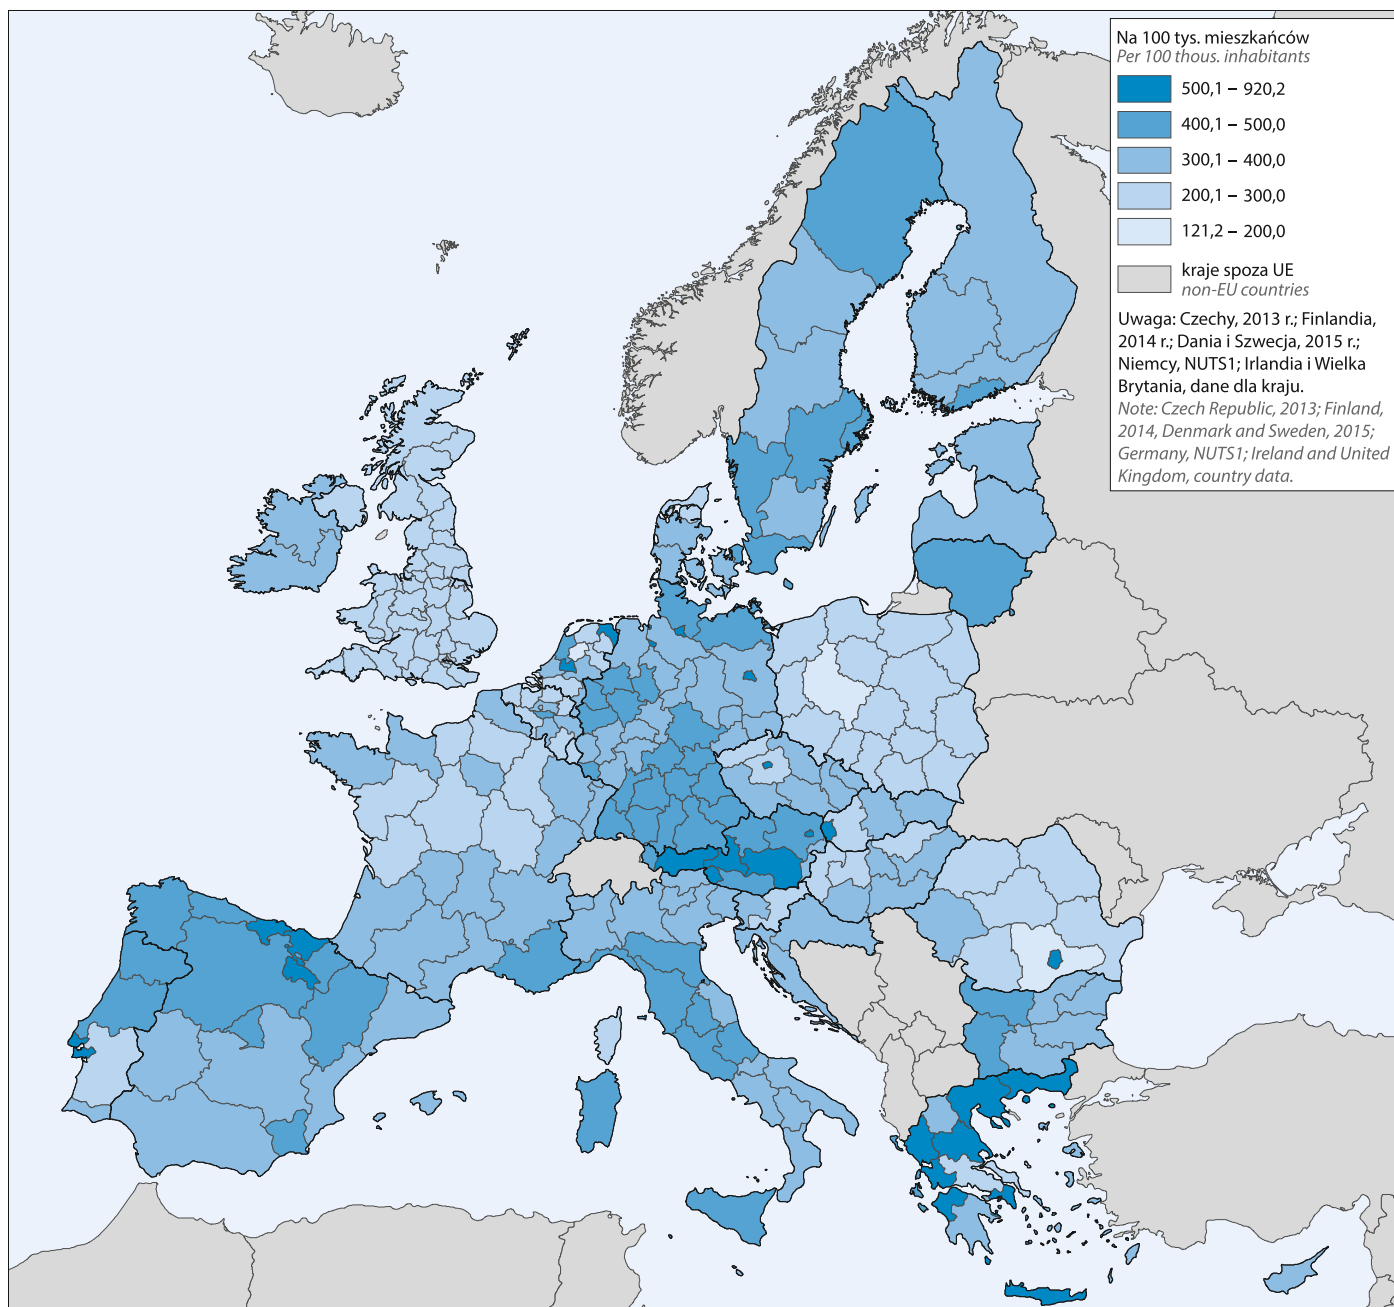 Na 100 tys. mieszkańców
Per 100 thous. inhabitants
500,1 – 920,2
400,1 – 500,0
300,1 – 400,0
200,1 – 300,0
121,2 – 200,0
kraje spoza UE
non-EU countries
Uwaga: Czechy, 2013 r.; Finlandia,
2014 r.; Dania i Szwecja, 2015 r.;
Niemcy, NUTS1; Irlandia i Wielka
Brytania, dane dla kraju.
Note: Czech Republic, 2013; Finland,
2014, Denmark and Sweden, 2015;
Germany, NUTS1; Ireland and United
Kingdom, country data.